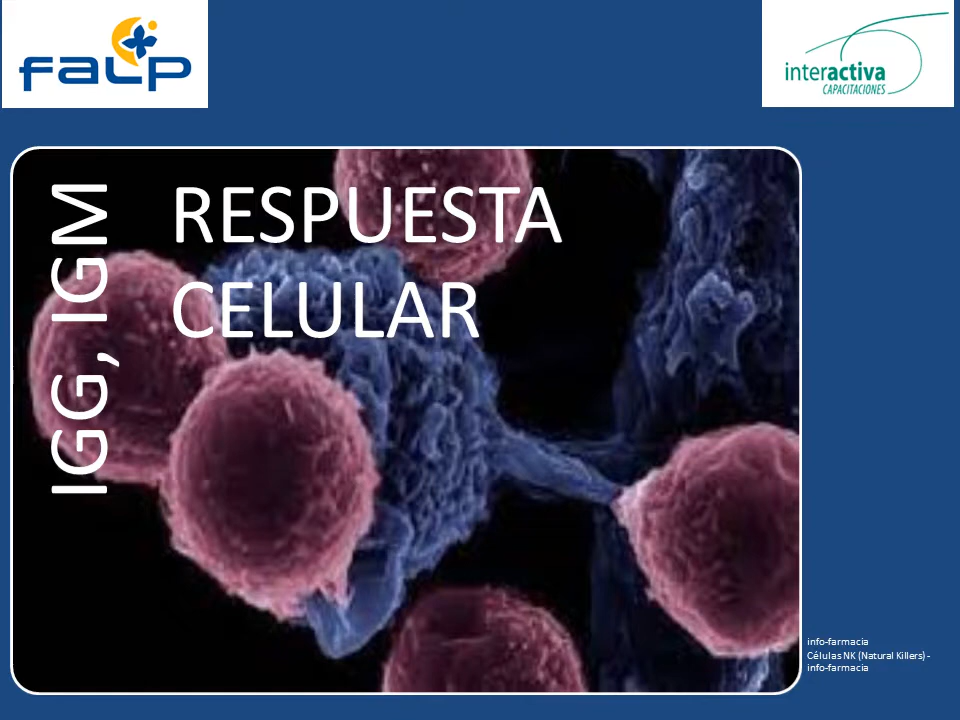 falp
interactiva
CAPACITACIONES
IGG, IGM
RESPUESTA
CELULAR
info-farmacia
Células NK (Natural Killers) -
info-farmacia